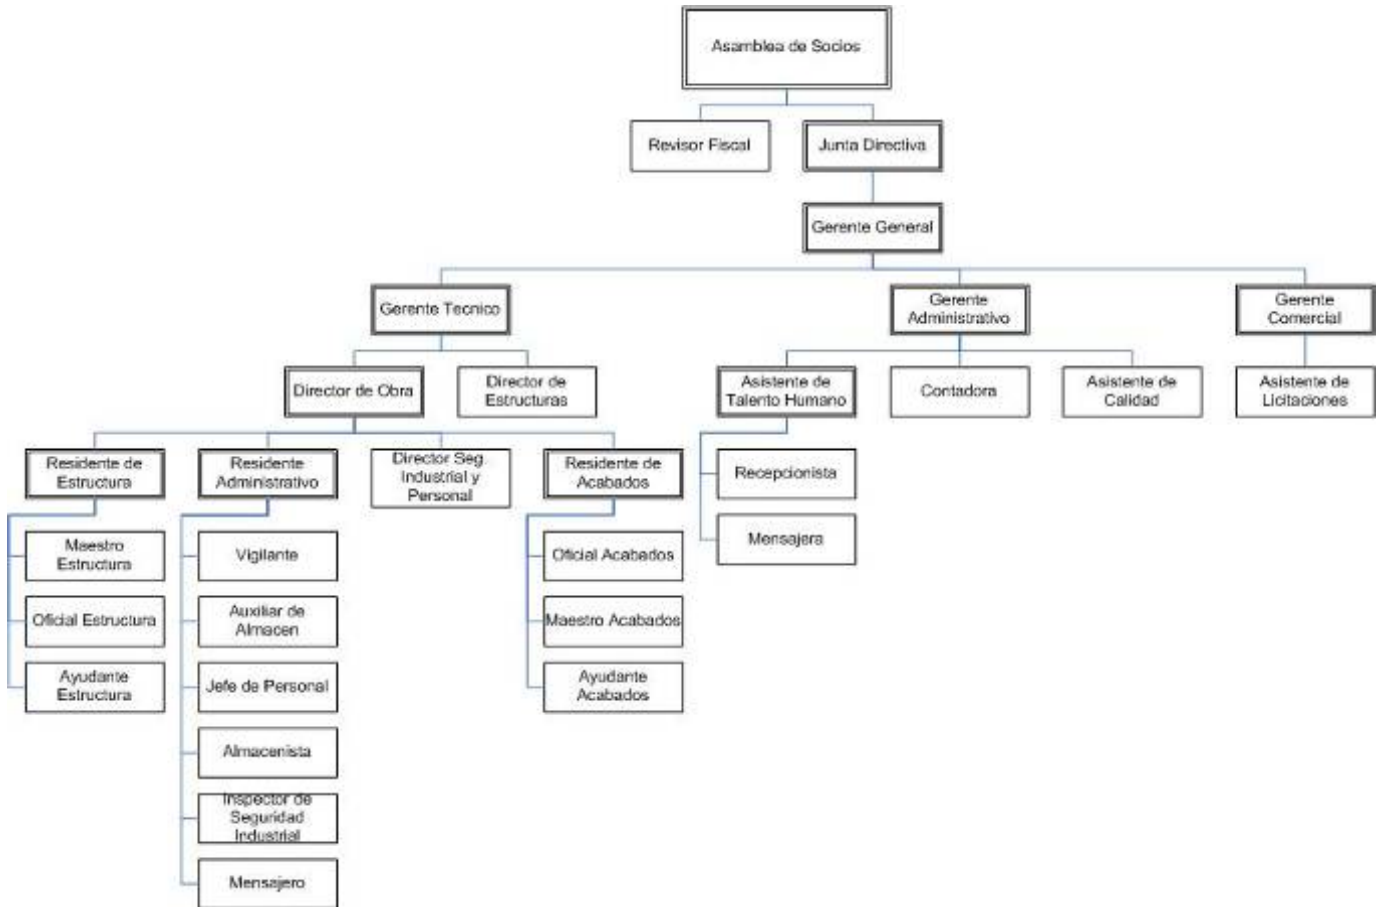 Asamblea de Socios
Revisor Fiscal
Junta Directiva
Gerente General
Gerente Tecnico
Gerente
Administrativo
Gerente
Comercial
Director de Obra
Director de
Estructuras
Asistente de
Talento Humano
Contadora
Asistente de
Calidad
Asistente de
Licitaciones
Residente de
Estructura
Residente
Administrativo
Director Seg.
Industrial y
Personal
Residente de
Acabados
Recepcionista
Mensajera
Maestro
Estructura
Oficial Estructura
Ayudante
Estructura
Vigilante
Auxiliar de
Almacen
Jefe de Personal
Almacenista
Inspector de
Seguridad
Industrial
Mensajero
Oficial Acabados
Maestro Acabados
Ayudante
Acabados